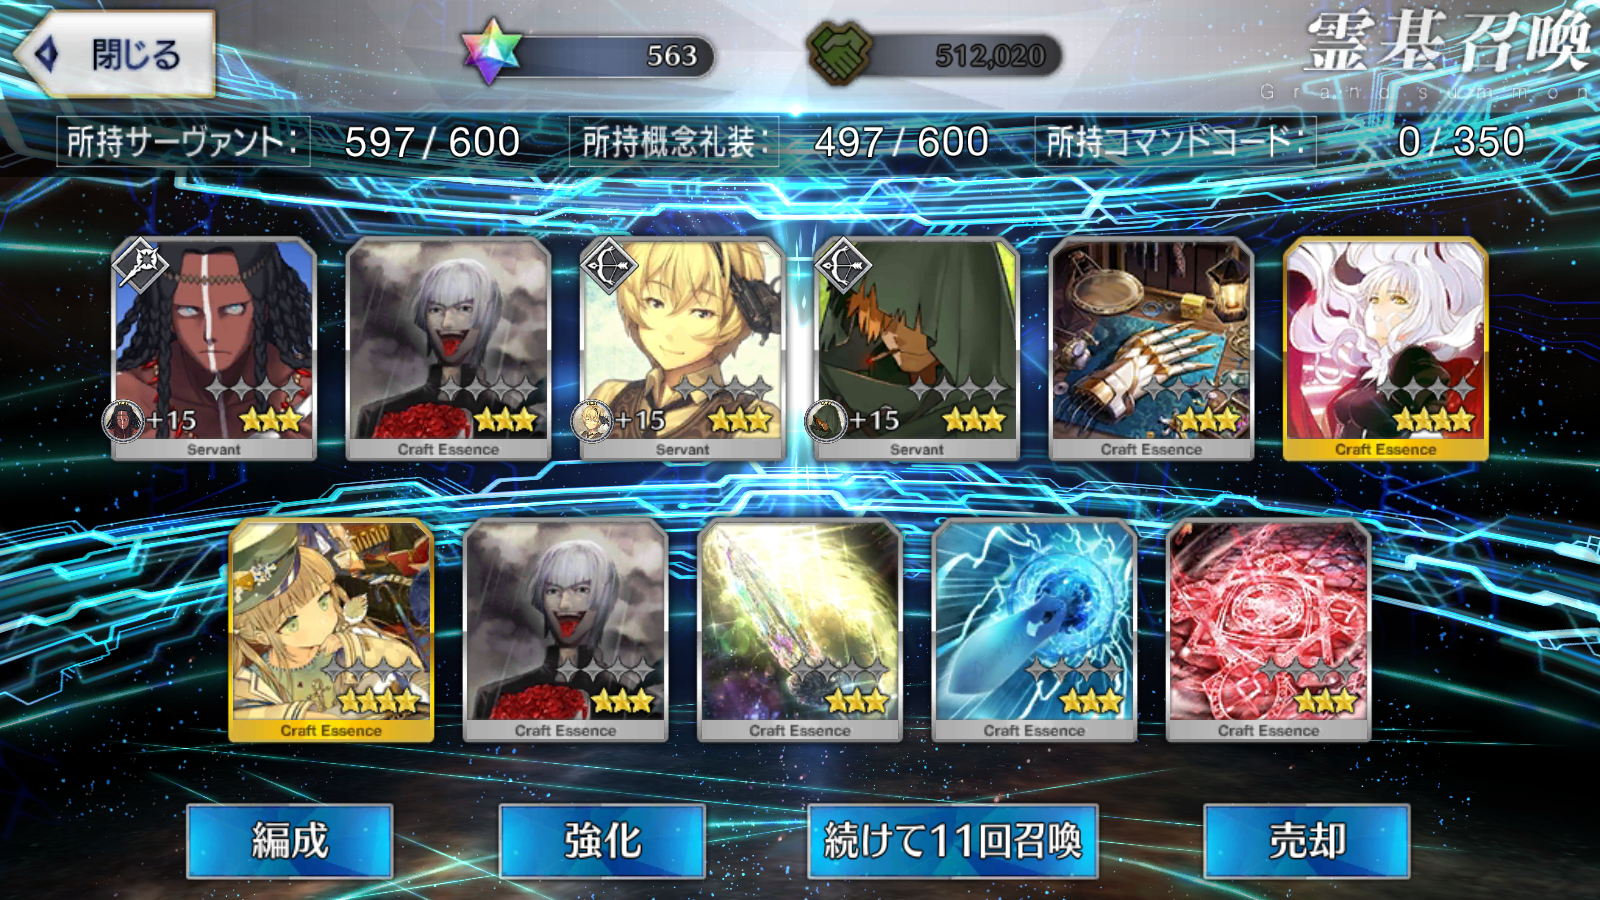 閉じる
563
512,020
霊基召喚
Grand summon
所持サーヴァント: 597 / 600
所持概念礼装: 497 / 600
所持コマンドコード: 0 / 350
+15
Servant
Craft Essence
+15
Servant
+15
Servant
Craft Essence
Craft Essence
Craft Essence
Craft Essence
Craft Essence
Craft Essence
Craft Essence
編成
強化
続けて11回召喚
売却